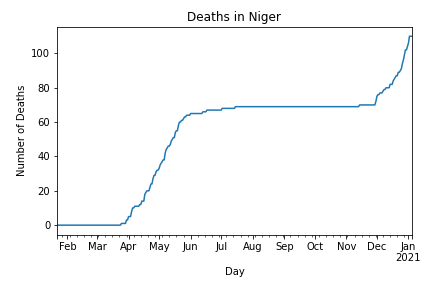 Deaths in Niger
Number of Deaths
100
80
60
40
20
0
Feb Mar Apr May Jun Jul Aug Sep Oct Nov Dec Jan
2021
Day